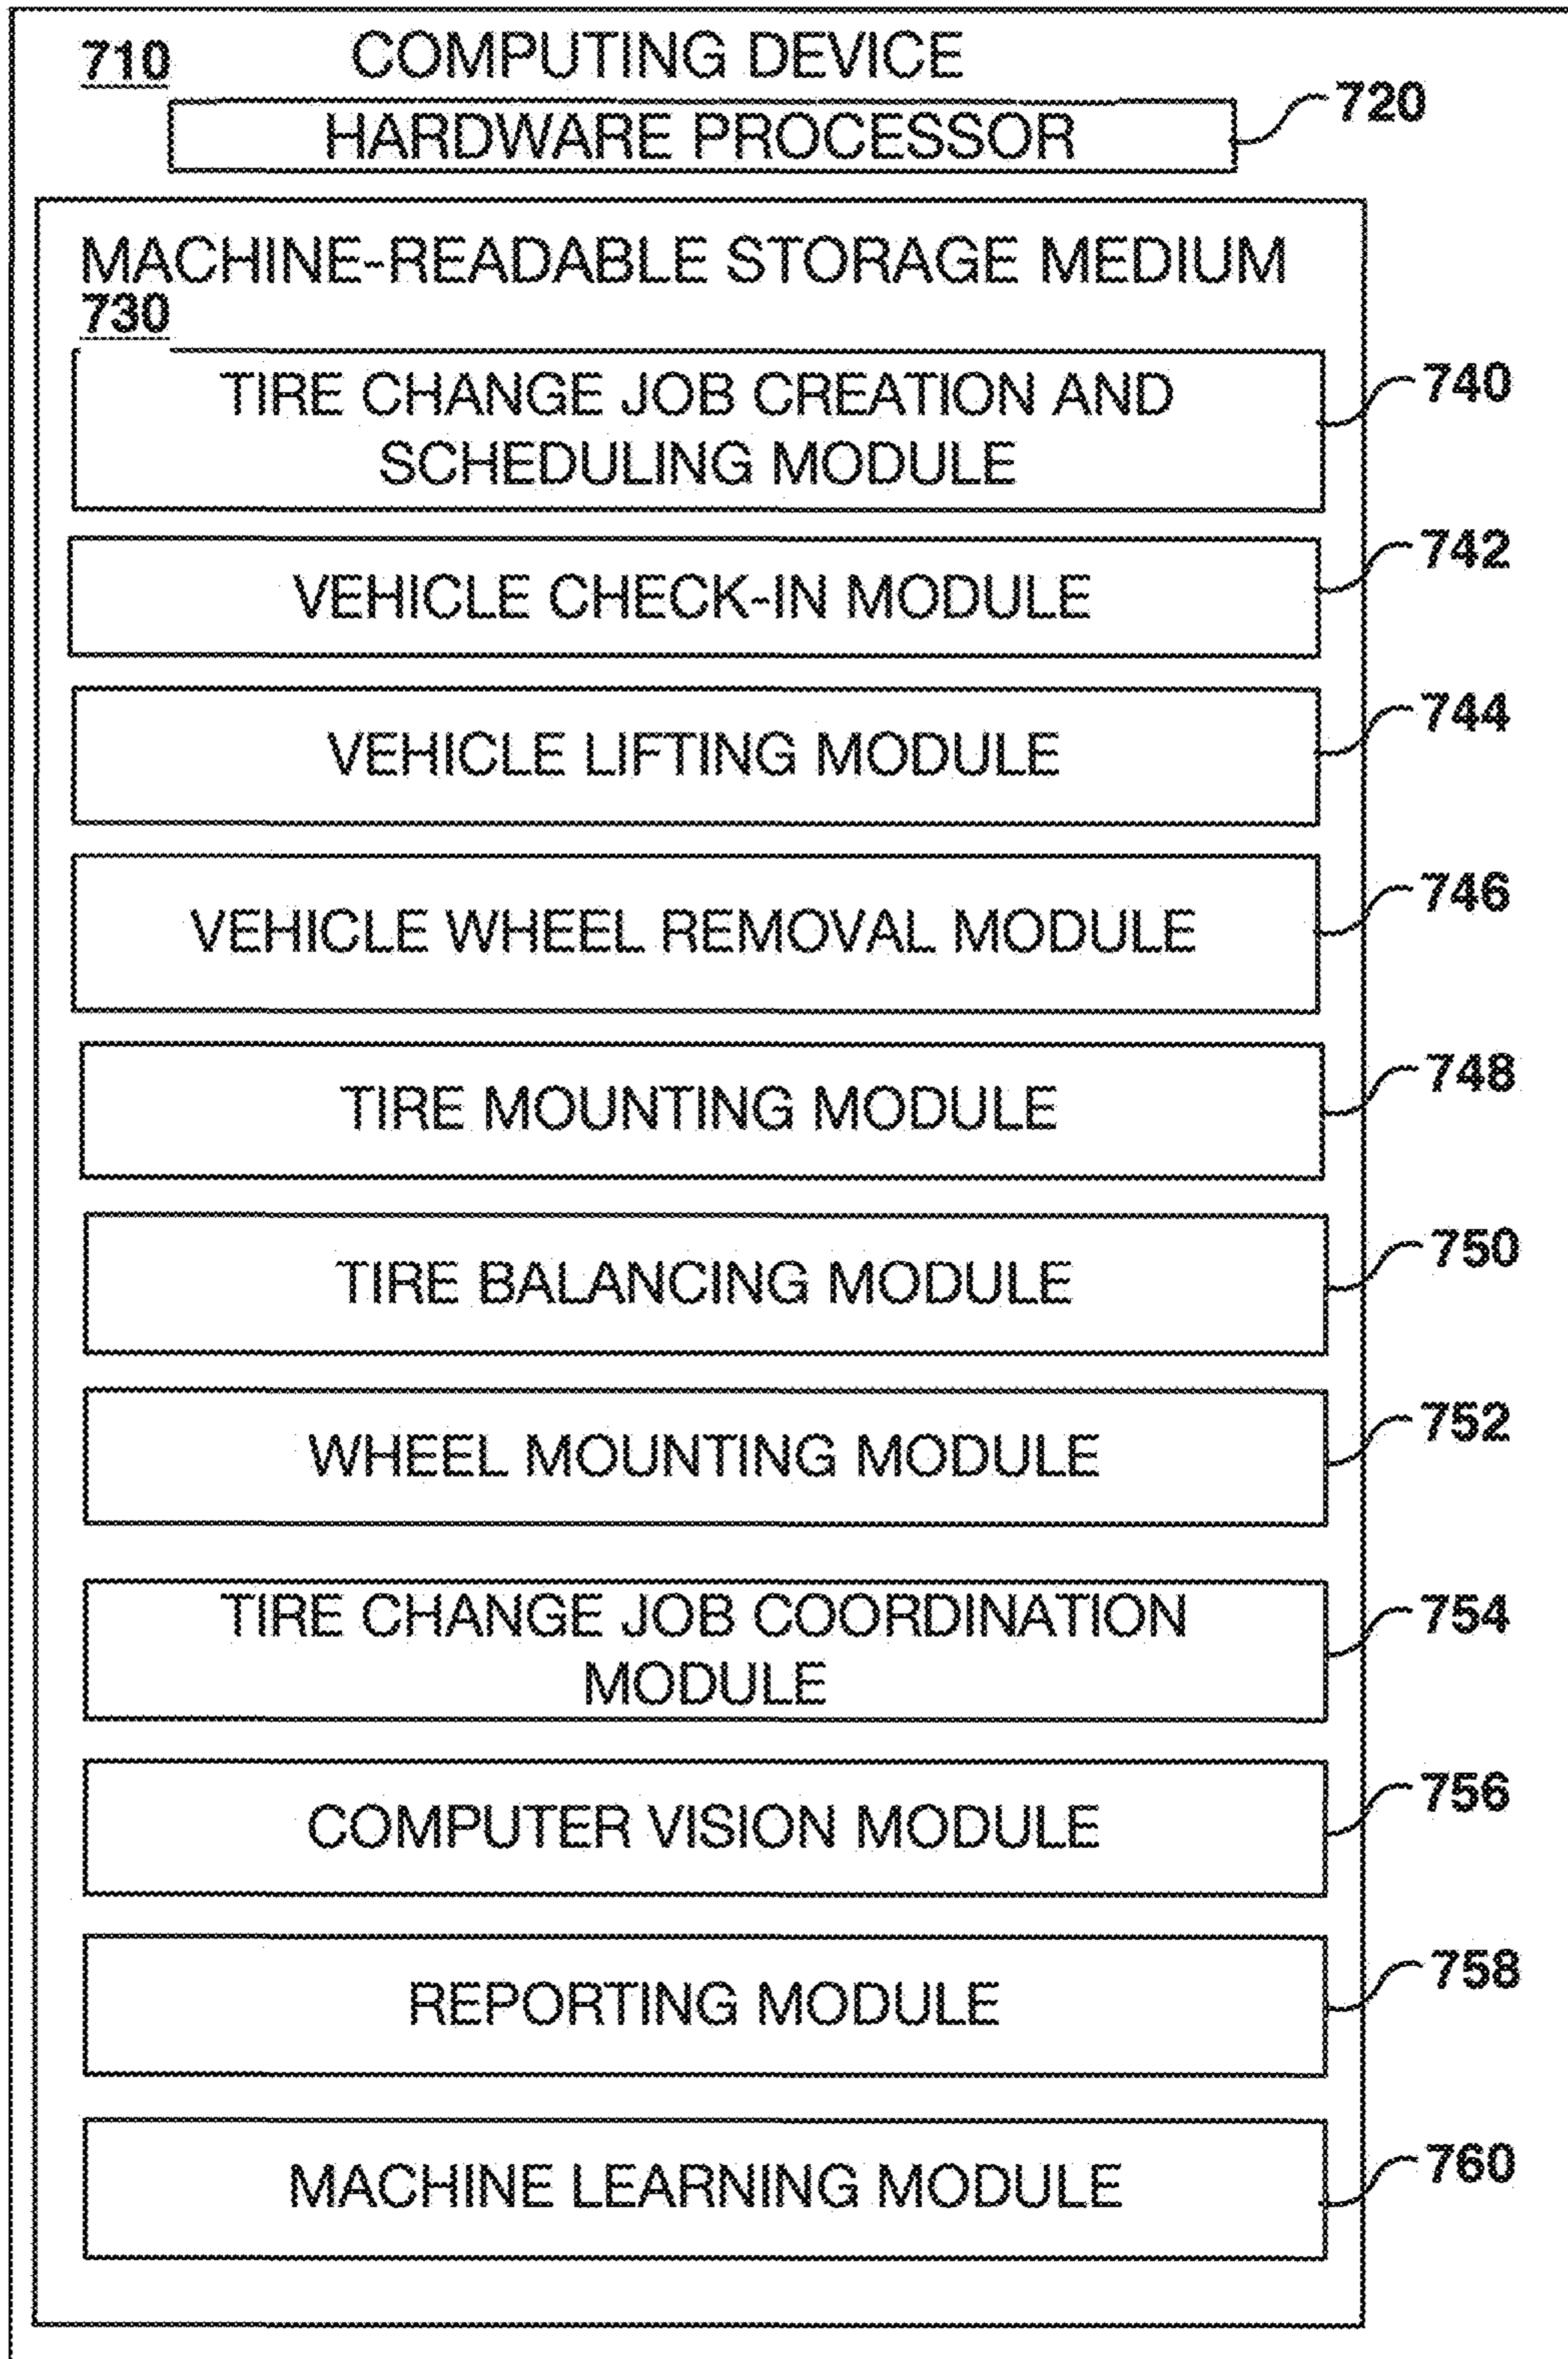 710 COMPUTING DEVICE
HARDWARE PROCESSOR 720
MACHINE-READABLE STORAGE MEDIUM
730
TIRE CHANGE JOB CREATION AND
SCHEDULING MODULE
740
VEHICLE CHECK-IN MODULE
742
VEHICLE LIFTING MODULE
744
VEHICLE WHEEL REMOVAL MODULE
746
TIRE MOUNTING MODULE
748
TIRE BALANCING MODULE
750
WHEEL MOUNTING MODULE
752
TIRE CHANGE JOB COORDINATION
MODULE
754
COMPUTER VISION MODULE
756
REPORTING MODULE
758
MACHINE LEARNING MODULE
760